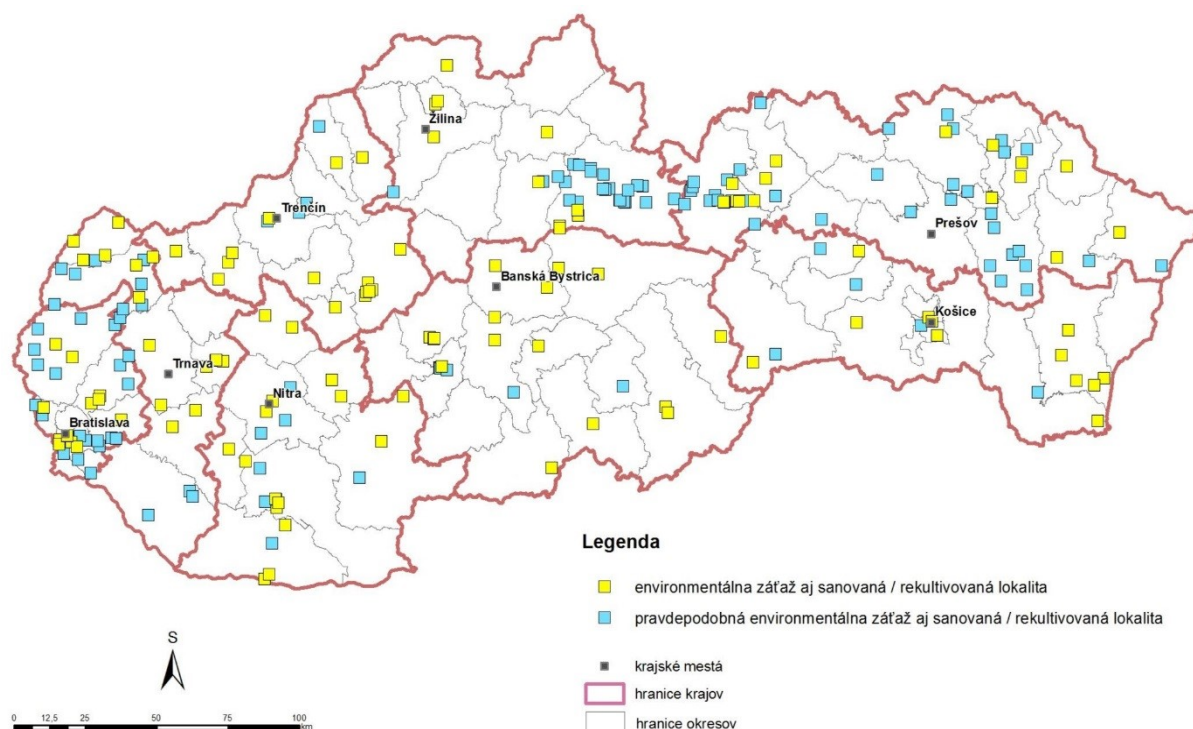 Žilina
Trenčín
Prešov
Banská Bystrica
Košice
Trnava
Nitra
Bratislava
Legenda
environmentálna záťaž aj sanovaná / rekultivovaná lokalita
pravdepodobná environmentálna záťaž aj sanovaná / rekultivovaná lokalita
krajské mestá
hranice krajov
hranice okresov
S
0 12,5 25 50 75 100
km